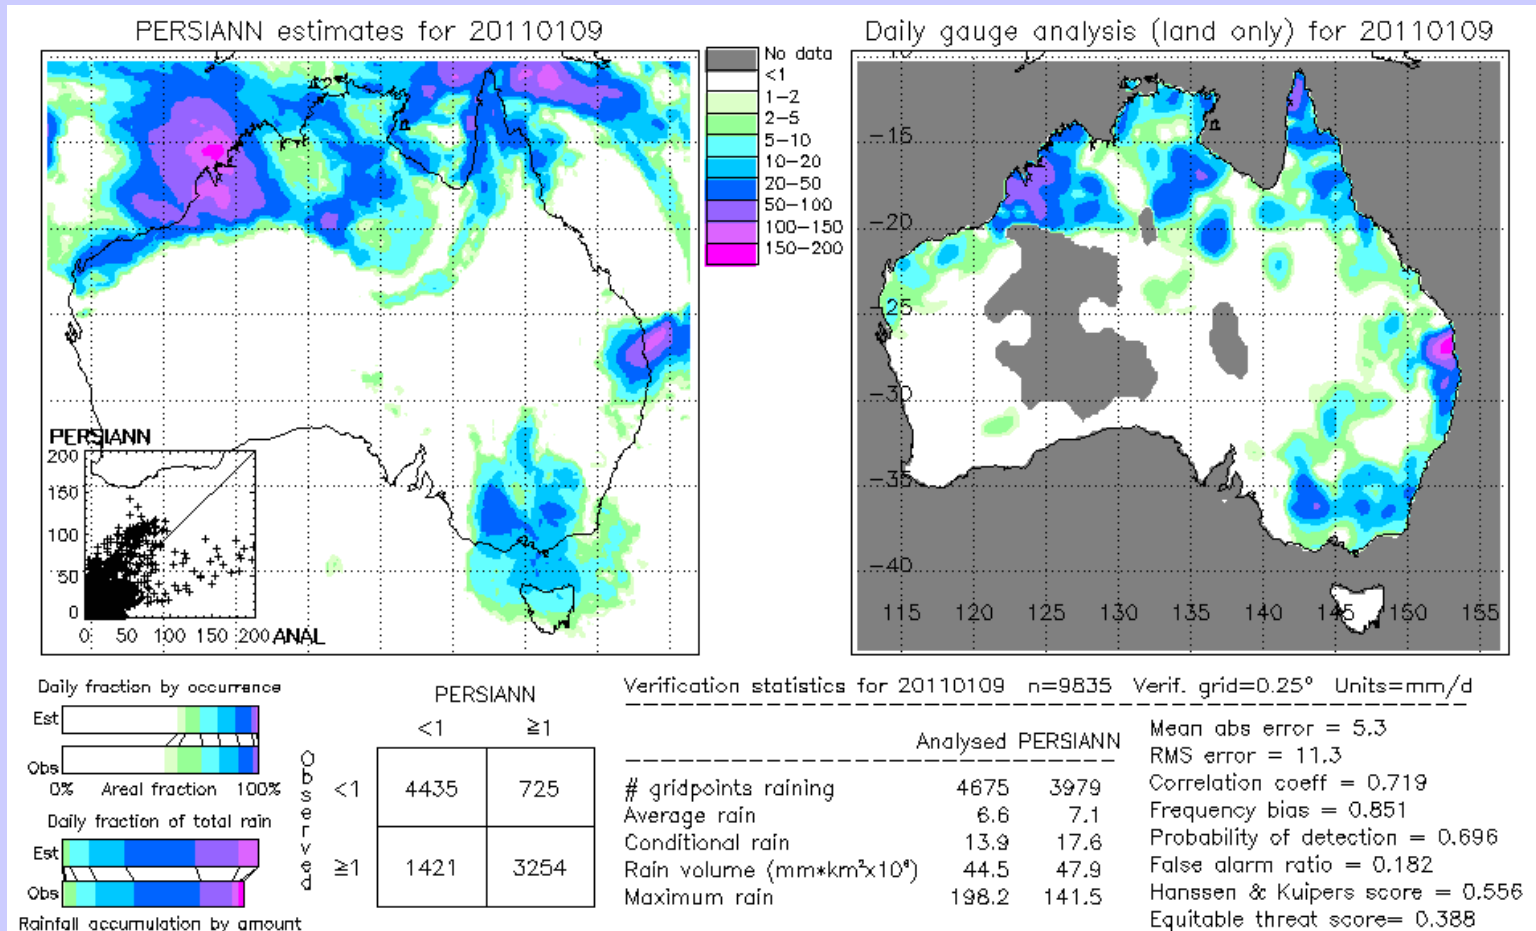 PERSIANN estimates for 20110109
No data
<1
1-2
2-5
5-10
10-20
20-50
50-100
100-150
150-200
Daily gauge analysis (land only) for 20110109
-15
-20
-25
-30
-35
-40
115 120 125 130 135 140 145 150 155
PERSIANN
200
150
100
50
0
0 50 100 150 200 ANAL
Daily fraction by occurrence
Est
Obs
0% Areal fraction 100%
Daily fraction of total rain
Est
Obs
Rainfall accumulation by amount
PERSIANN
<1 ≥1
Observed
<1 4435 725
≥1 1421 3254
Verification statistics for 20110109 n=9835 Verif. grid=0.25° Units=mm/d
Analysed PERSIANN
# gridpoints raining 4675 3979
Average rain 6.6 7.1
Conditional rain 13.9 17.6
Rain volume (mm*km²x10⁶) 44.5 47.9
Maximum rain 198.2 141.5
Mean abs error = 5.3
RMS error = 11.3
Correlation coeff = 0.719
Frequency bias = 0.851
Probability of detection = 0.696
False alarm ratio = 0.182
Hanssen & Kuipers score = 0.556
Equitable threat score= 0.388